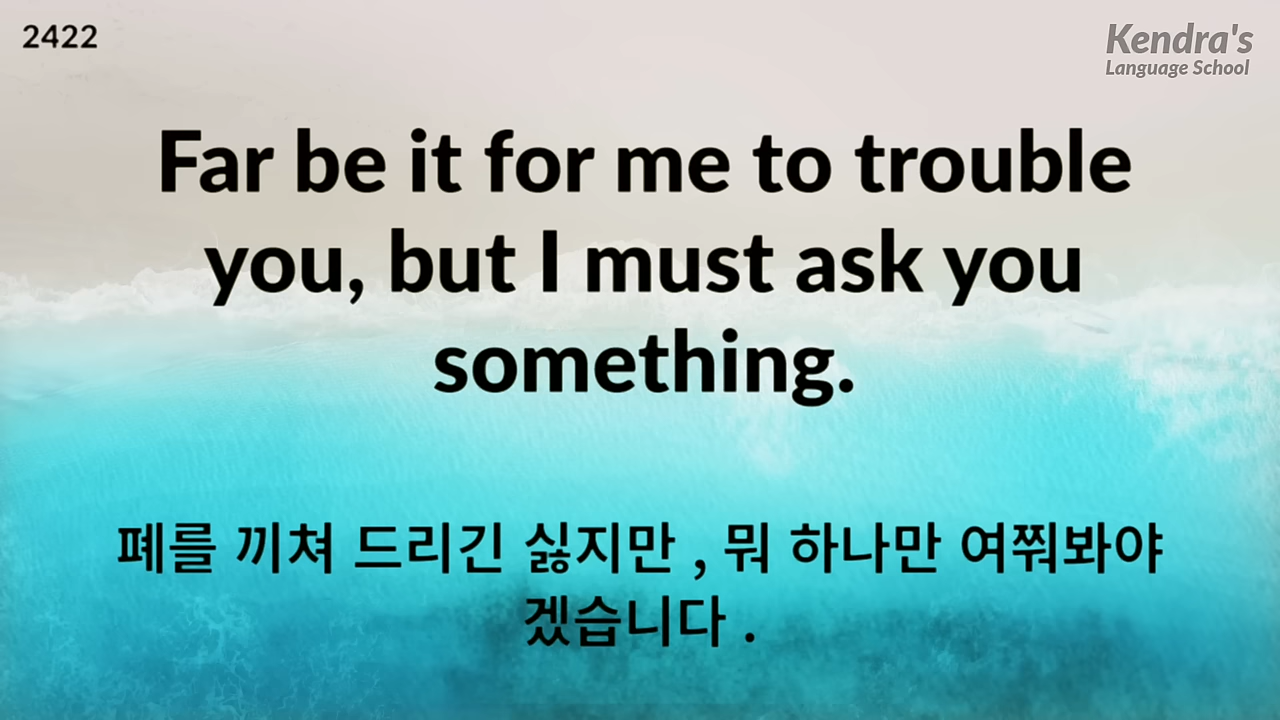 2422
Kendra's
Language School
Far be it for me to trouble
you, but I must ask you
something.
폐를 끼쳐 드리긴 싫지만 , 뭐 하나만 여쭤봐야
겠습니다 .